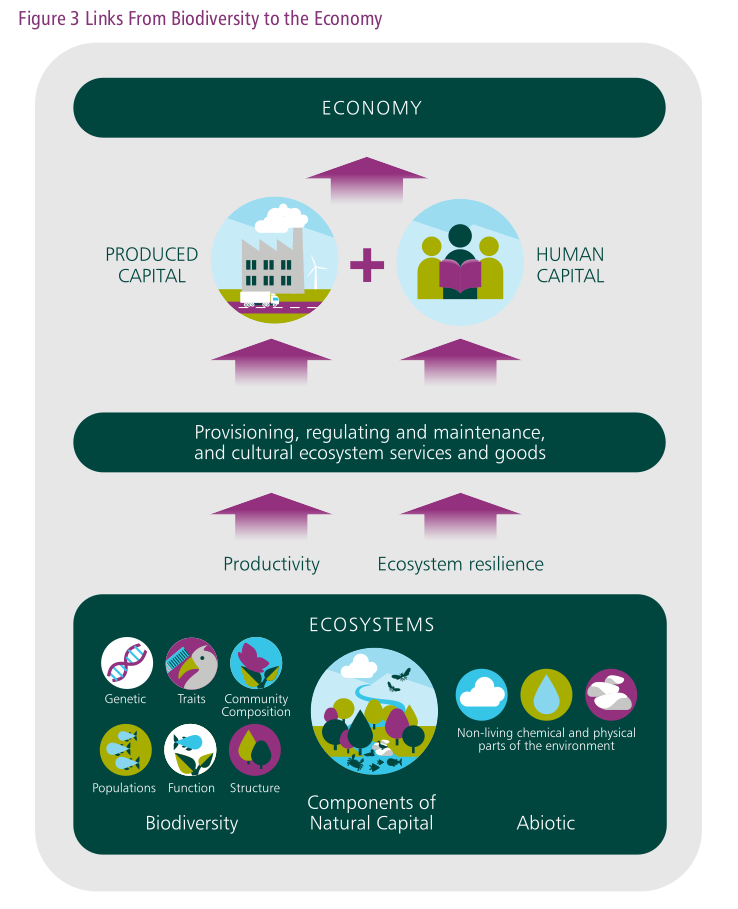 Figure 3 Links From Biodiversity to the Economy
ECONOMY
PRODUCED
CAPITAL
HUMAN
CAPITAL
Provisioning, regulating and maintenance,
and cultural ecosystem services and goods
Productivity
Ecosystem resilience
ECOSYSTEMS
Genetic
Traits
Community
Composition
Populations
Function
Structure
Biodiversity
Components of
Natural Capital
Non-living chemical and physical
parts of the environment
Abiotic